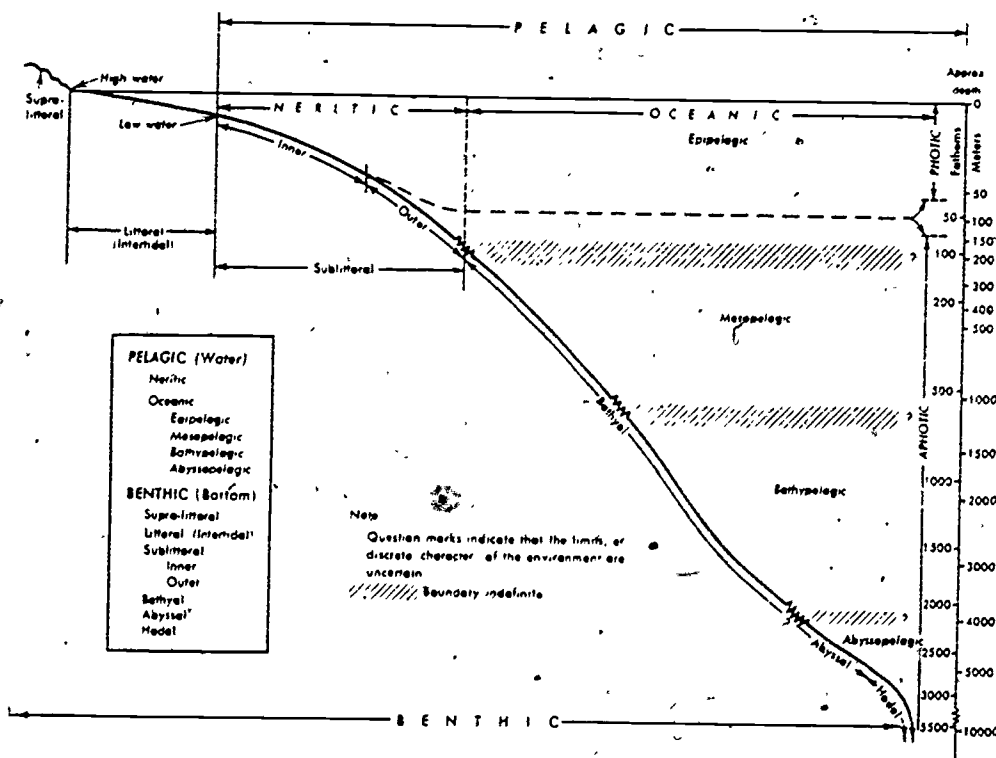 PELAGIC
High water
Supra-
littoral
Low water
NERITIC
OCEANIC
Approx
depth
0
Epipelagic
PHOTIC
Fathoms
Meters
Inner
Outer
50
50
100
150
100
200
300
200
400
500
Littoral
(Intertidal)
Sublittoral
Mesopelagic
500
1000
Bathyal
APHOTIC
1500
1000
2000
Bathypelagic
1500
3000
2000
4000
Abyssopelagic
2500
Abyssal
Hadal
3000
5500
10000
?
?
?
PELAGIC (Water)
Neritic
Oceanic
Epipelagic
Mesopelagic
Bathypelagic
Abyssopelagic
BENTHIC (Bottom)
Supra-littoral
Littoral (Intertidal)
Sublittoral
Inner
Outer
Bathyal
Abyssal
Hadal
Note
Question marks indicate that the limits, or
discrete character of the environment are
uncertain
Boundary indefinite
BENTHIC